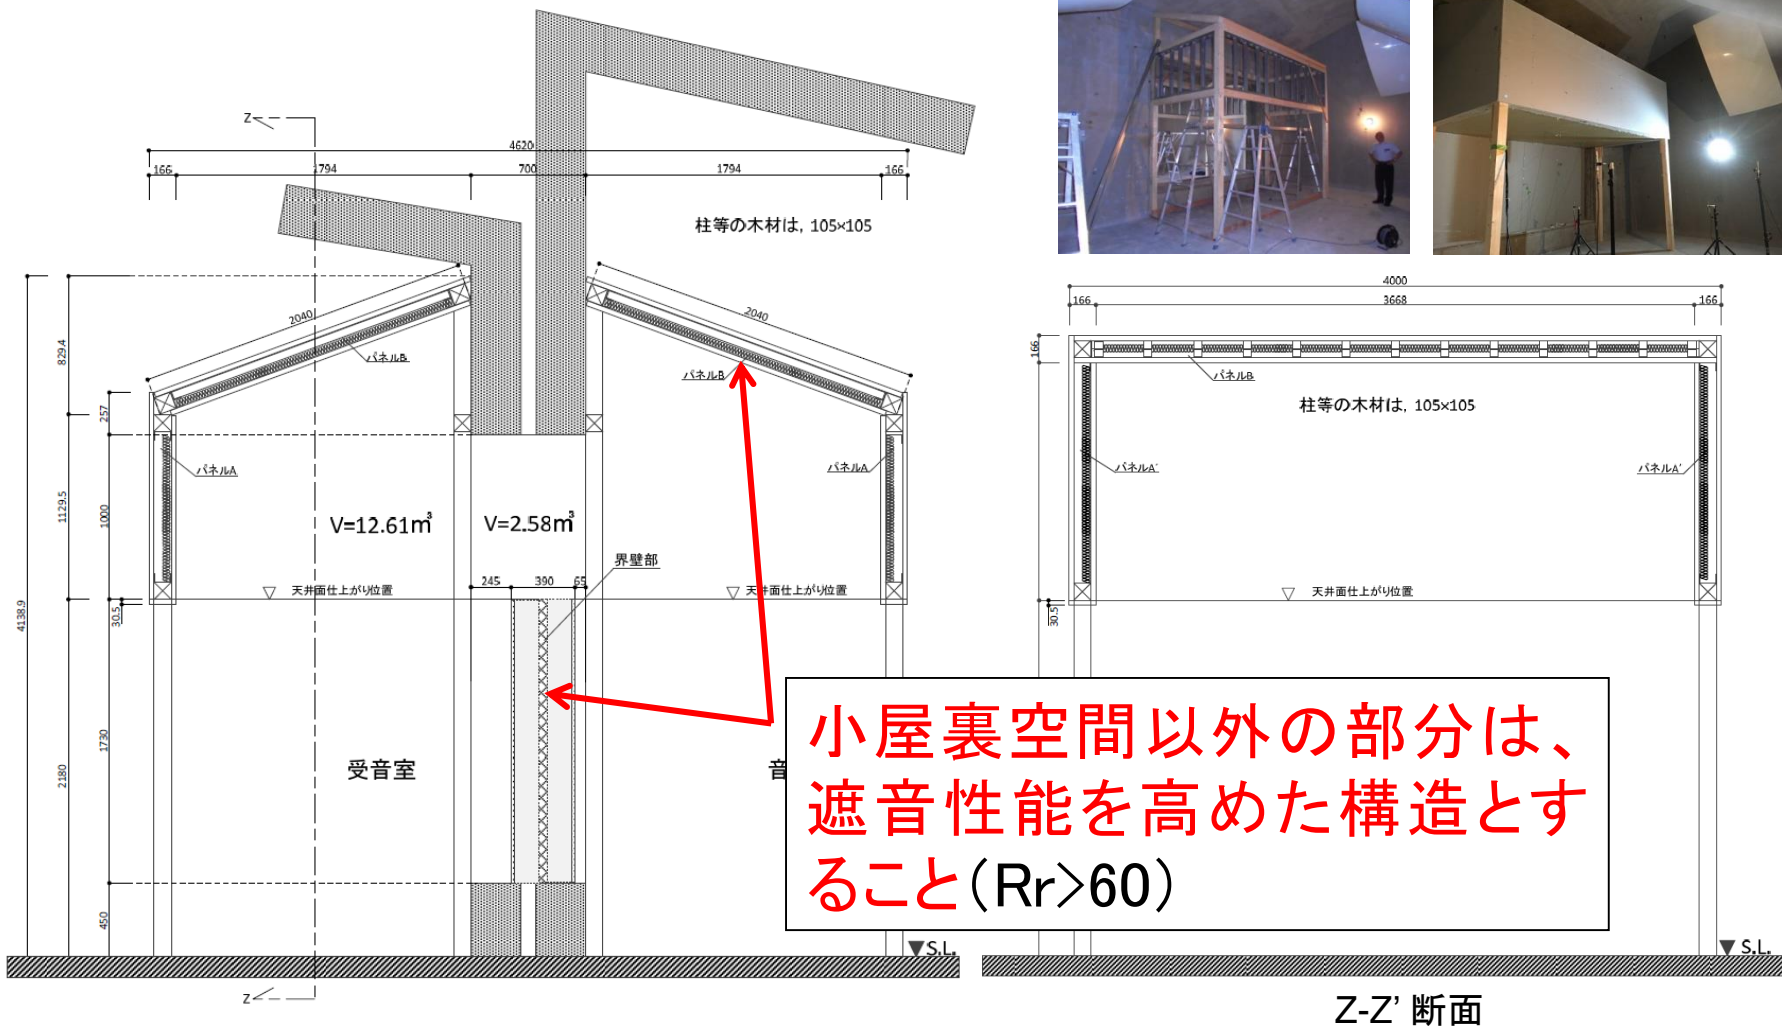 Z
4620
166
1794
700
1794
166
柱等の木材は, 105×105
2040
2040
829.4
パネルB
パネルB
257
パネルA
パネルA
1129.5
1000
V=12.61㎥
V=2.58㎥
界壁部
245
390
65
天井面仕上がり位置
天井面仕上がり位置
30.5
4138.9
2180
1730
受音室
音
450
S.L.
Z
4000
166
3668
166
166
パネルB
柱等の木材は, 105×105
パネルA'
パネルA'
天井面仕上がり位置
30.5
小屋裏空間以外の部分は、
遮音性能を高めた構造とす
ること（Rr>60）
S.L.
Z-Z' 断面